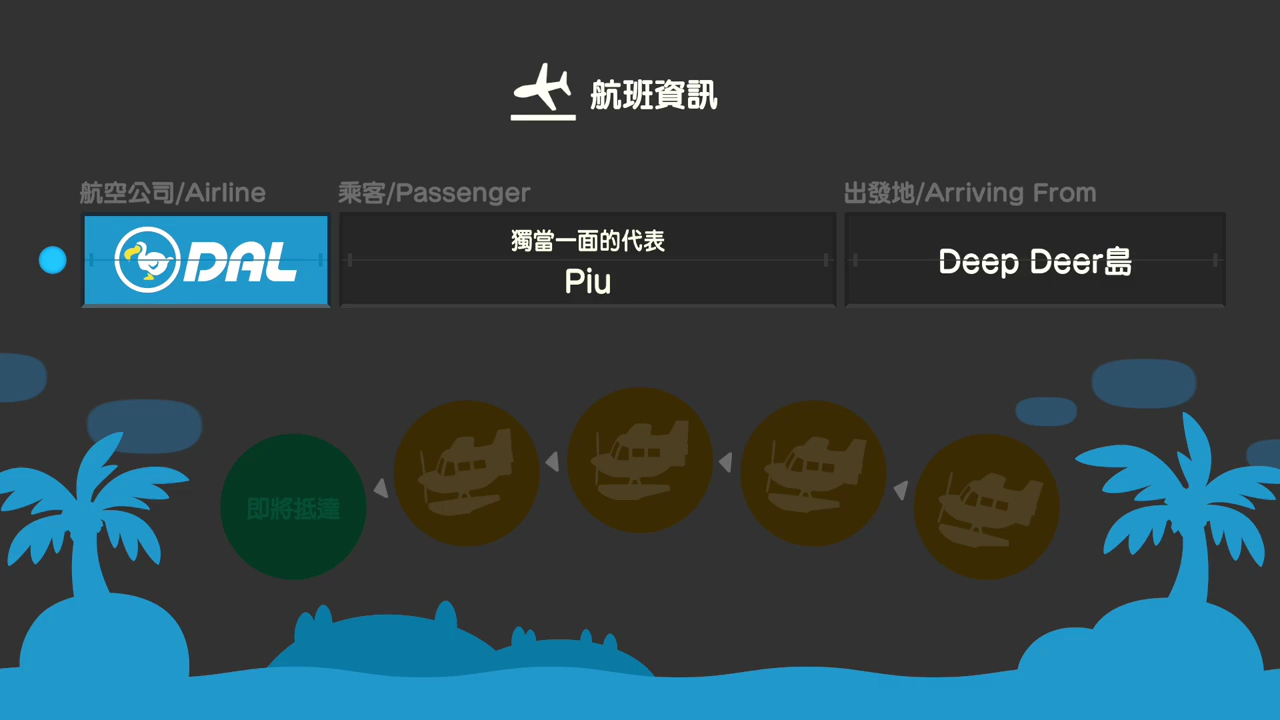 航班資訊
航空公司/Airline
乘客/Passenger
出發地/Arriving From
DAL
獨當一面的代表
Piu
Deep Deer島
即將抵達